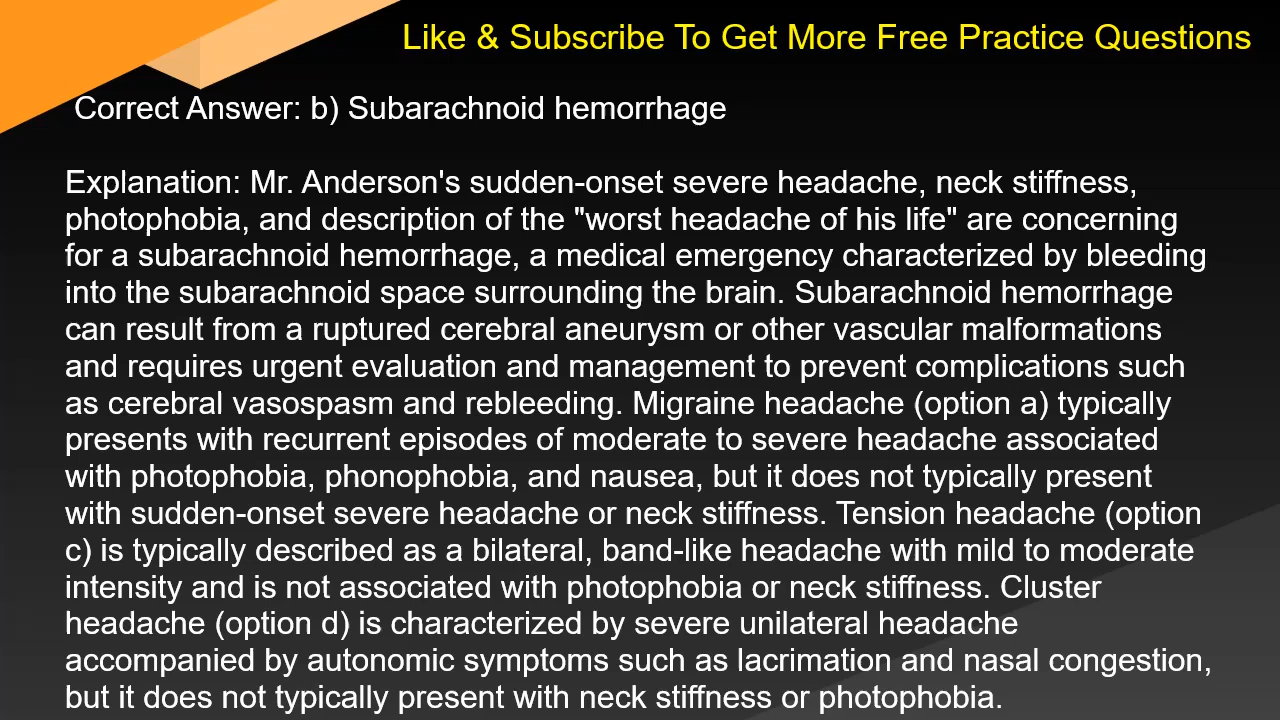 Like & Subscribe To Get More Free Practice Questions
Correct Answer: b) Subarachnoid hemorrhage
Explanation: Mr. Anderson's sudden-onset severe headache, neck stiffness,
photophobia, and description of the "worst headache of his life" are concerning
for a subarachnoid hemorrhage, a medical emergency characterized by bleeding
into the subarachnoid space surrounding the brain. Subarachnoid hemorrhage
can result from a ruptured cerebral aneurysm or other vascular malformations
and requires urgent evaluation and management to prevent complications such
as cerebral vasospasm and rebleeding. Migraine headache (option a) typically
presents with recurrent episodes of moderate to severe headache associated
with photophobia, phonophobia, and nausea, but it does not typically present
with sudden-onset severe headache or neck stiffness. Tension headache (option
c) is typically described as a bilateral, band-like headache with mild to moderate
intensity and is not associated with photophobia or neck stiffness. Cluster
headache (option d) is characterized by severe unilateral headache
accompanied by autonomic symptoms such as lacrimation and nasal congestion,
but it does not typically present with neck stiffness or photophobia.